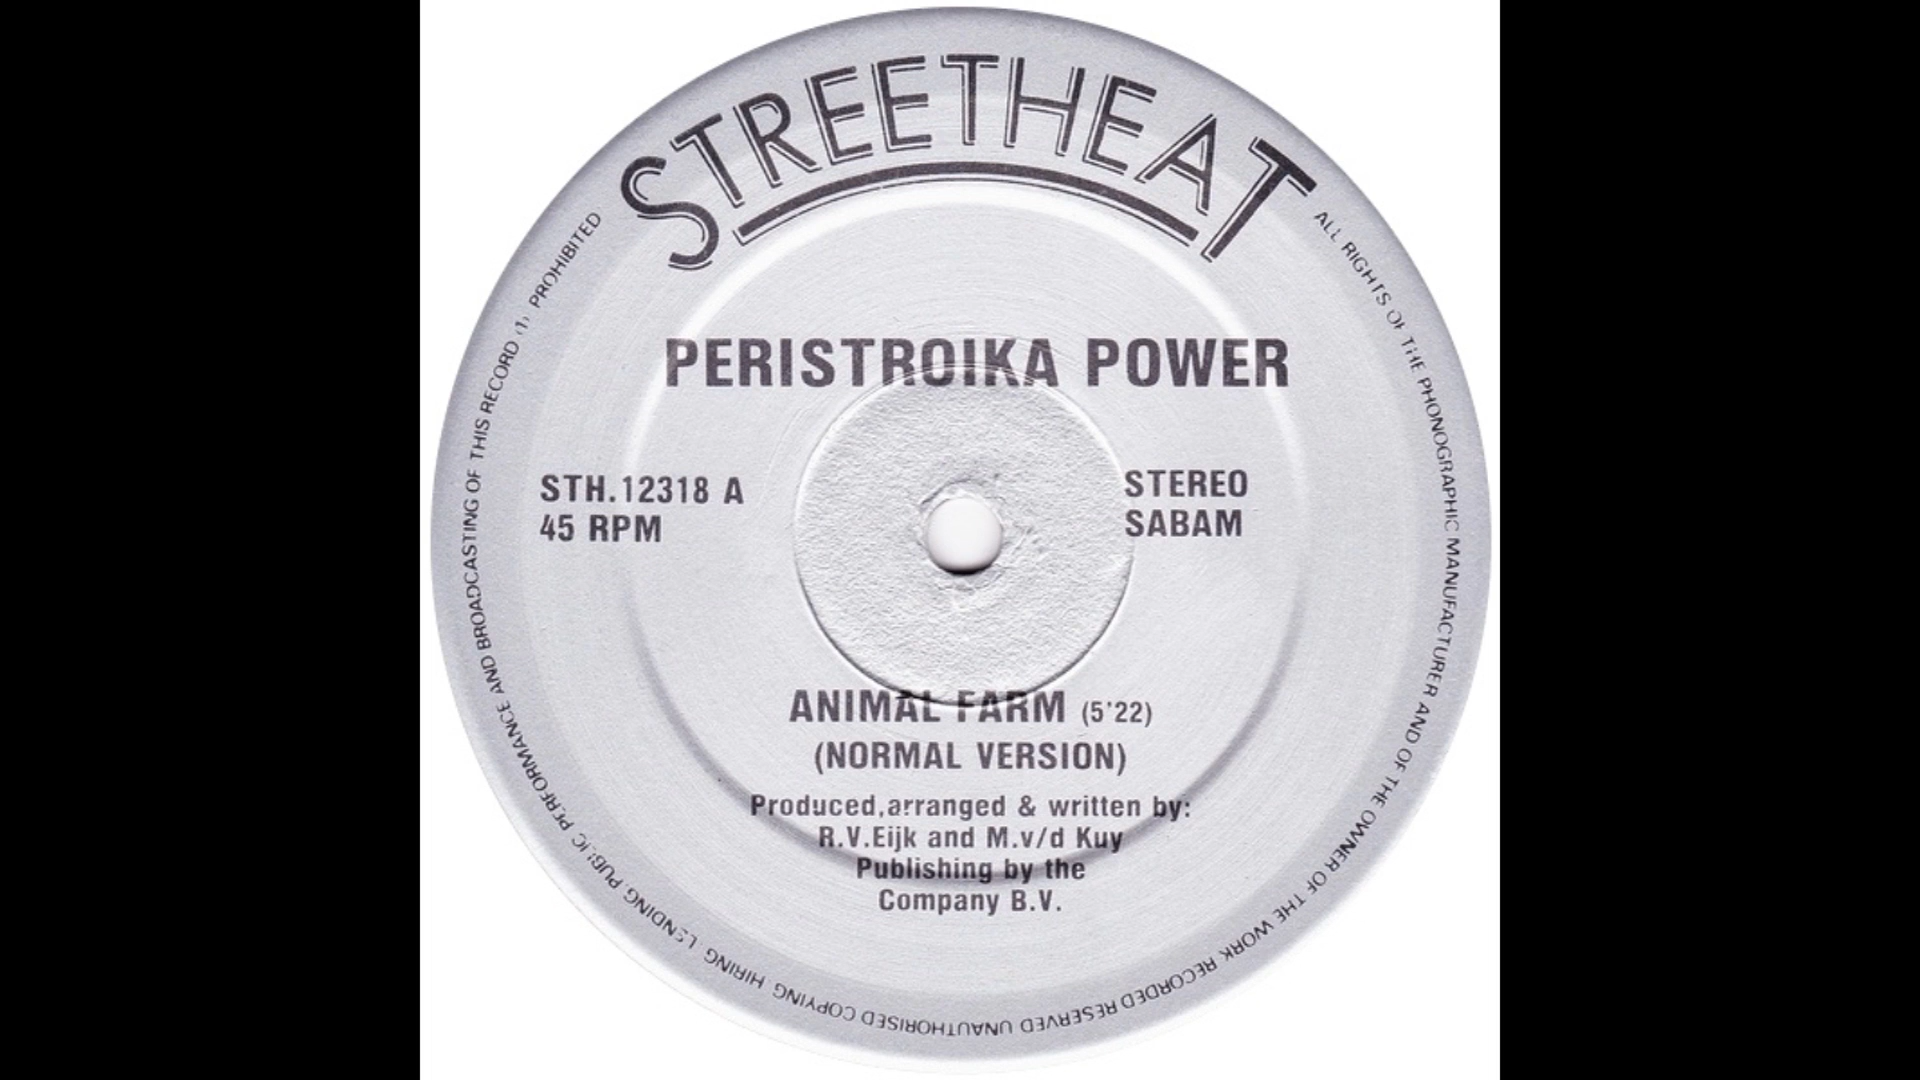 STREETHEAT
PERISTROIKA POWER
STH.12318 A
45 RPM
STEREO
SABAM
ANIMAL FARM (5'22)
(NORMAL VERSION)
Produced,arranged & written by:
R.V.Eijk and M.v/d Kuy
Publishing by the
Company B.V.
ALL RIGHTS OF THE PHONOGRAPHIC MANUFACTURER AND OF THE OWNER OF THE WORK RECORDED RESERVED UNAUTHORISED COPYING HIRING LENDING, PUBLIC PERFORMANCE AND BROADCASTING OF THIS RECORD (1) PROHIBITED